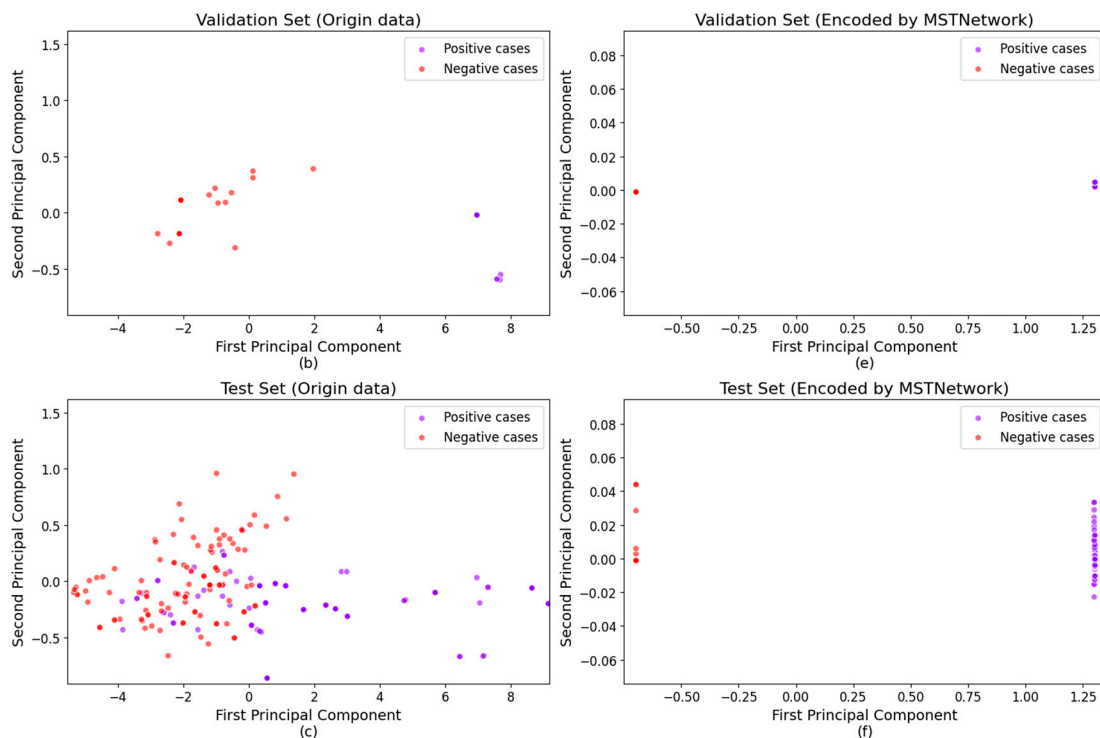 Validation Set (Origin data)
1.5
1.0
0.5
0.0
−0.5
Second Principal Component
Positive cases
Negative cases
−4 −2 0 2 4 6 8
First Principal Component
(b)
Validation Set (Encoded by MSTNetwork)
0.08
0.06
0.04
0.02
0.00
−0.02
−0.04
−0.06
Second Principal Component
Positive cases
Negative cases
−0.50 −0.25 0.00 0.25 0.50 0.75 1.00 1.25
First Principal Component
(e)
Test Set (Origin data)
1.5
1.0
0.5
0.0
−0.5
Second Principal Component
Positive cases
Negative cases
−4 −2 0 2 4 6 8
First Principal Component
(c)
Test Set (Encoded by MSTNetwork)
0.08
0.06
0.04
0.02
0.00
−0.02
−0.04
−0.06
Second Principal Component
Positive cases
Negative cases
−0.50 −0.25 0.00 0.25 0.50 0.75 1.00 1.25
First Principal Component
(f)